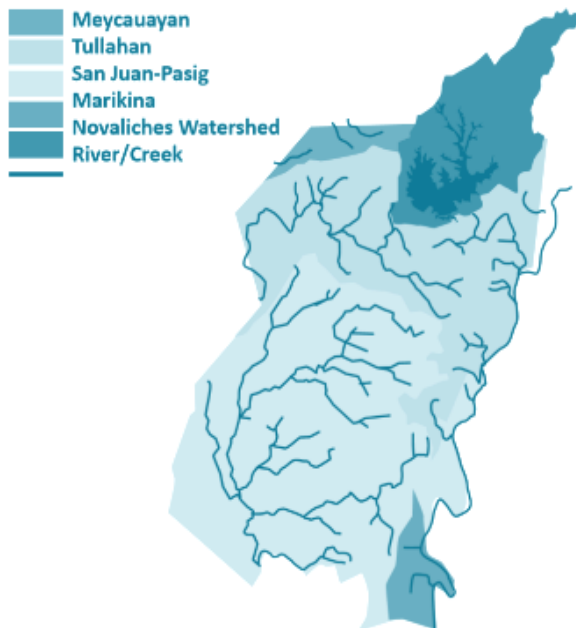 Meycauayan
Tullahan
San Juan-Pasig
Marikina
Novaliches Watershed
River/Creek